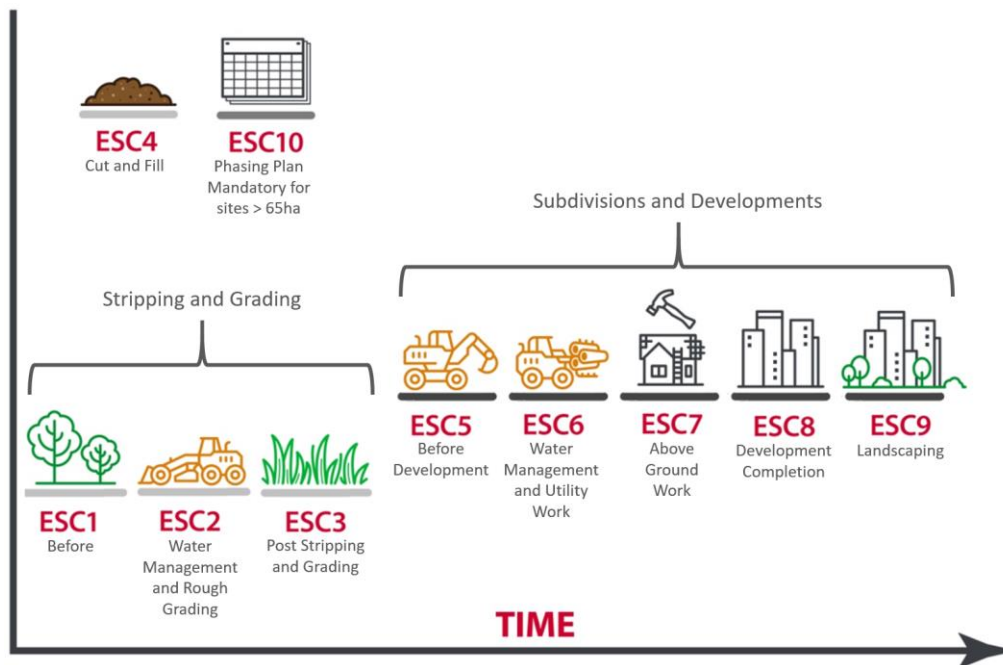 ESC4
Cut and Fill
ESC10
Phasing Plan
Mandatory for
sites > 65ha
Subdivisions and Developments
Stripping and Grading
ESC1
Before
ESC2
Water
Management
and Rough
Grading
ESC3
Post Stripping
and Grading
ESC5
Before
Development
ESC6
Water
Management
and Utility
Work
ESC7
Above
Ground
Work
ESC8
Development
Completion
ESC9
Landscaping
TIME